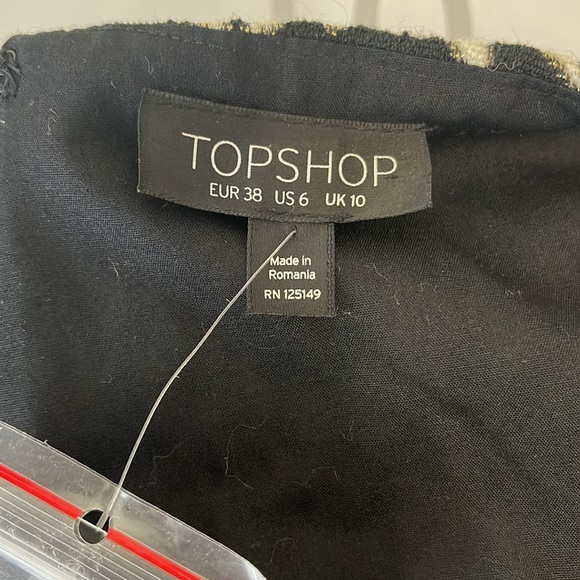 TOPSHOP
EUR 38 US 6 UK 10
Made in
Romania
RN 125149